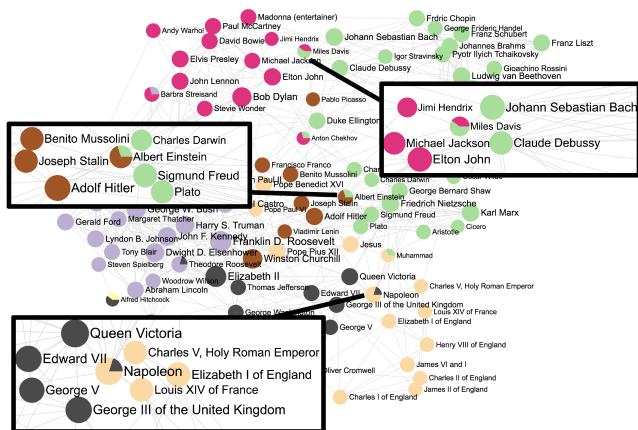 Madonna (entertainer)
Frdric Chopin
Andy Warhol
Paul McCartney
George Frideric Handel
Jimi Hendrix
Johann Sebastian Bach
Franz Schubert
David Bowie
Miles Davis
Johannes Brahms
Franz Liszt
Elvis Presley
Michael Jackson
Igor Stravinsky
Pyotr Ilyich Tchaikovsky
Claude Debussy
Gioachino Rossini
John Lennon
Elton John
Ludwig van Beethoven
Barbra Streisand
Bob Dylan
Pablo Picasso
Stevie Wonder
Duke Ellington
Anton Chekhov
Jimi Hendrix
Johann Sebastian Bach
Miles Davis
Michael Jackson
Claude Debussy
Elton John
Benito Mussolini
Charles Darwin
Joseph Stalin
Albert Einstein
Sigmund Freud
Adolf Hitler
Plato
Francisco Franco
Benito Mussolini
Pope Benedict XVI
Charles Darwin
Joseph Stalin
Albert Einstein
George Bernard Shaw
Friedrich Nietzsche
Karl Marx
George W. Bush
Castro
Pope Paul VI
Adolf Hitler
Sigmund Freud
Gerald Ford
Margaret Thatcher
Harry S. Truman
Vladimir Lenin
Plato
Cicero
Aristotle
Lyndon B. Johnson
John F. Kennedy
Franklin D. Roosevelt
Jesus
Tony Blair
Dwight D. Eisenhower
Pope Pius XII
Muhammad
Steven Spielberg
Theodore Roosevelt
Winston Churchill
Woodrow Wilson
Elizabeth II
Queen Victoria
Abraham Lincoln
Thomas Jefferson
Edward VII
Napoleon
Charles V, Holy Roman Emperor
Alfred Hitchcock
George III of the United Kingdom
Louis XIV of France
George V
Elizabeth I of England
Henry VIII of England
James VI and I
Oliver Cromwell
Charles II of England
Charles I of England
James II of England
Queen Victoria
Edward VII
Charles V, Holy Roman Emperor
Napoleon
Elizabeth I of England
George V
Louis XIV of France
George III of the United Kingdom